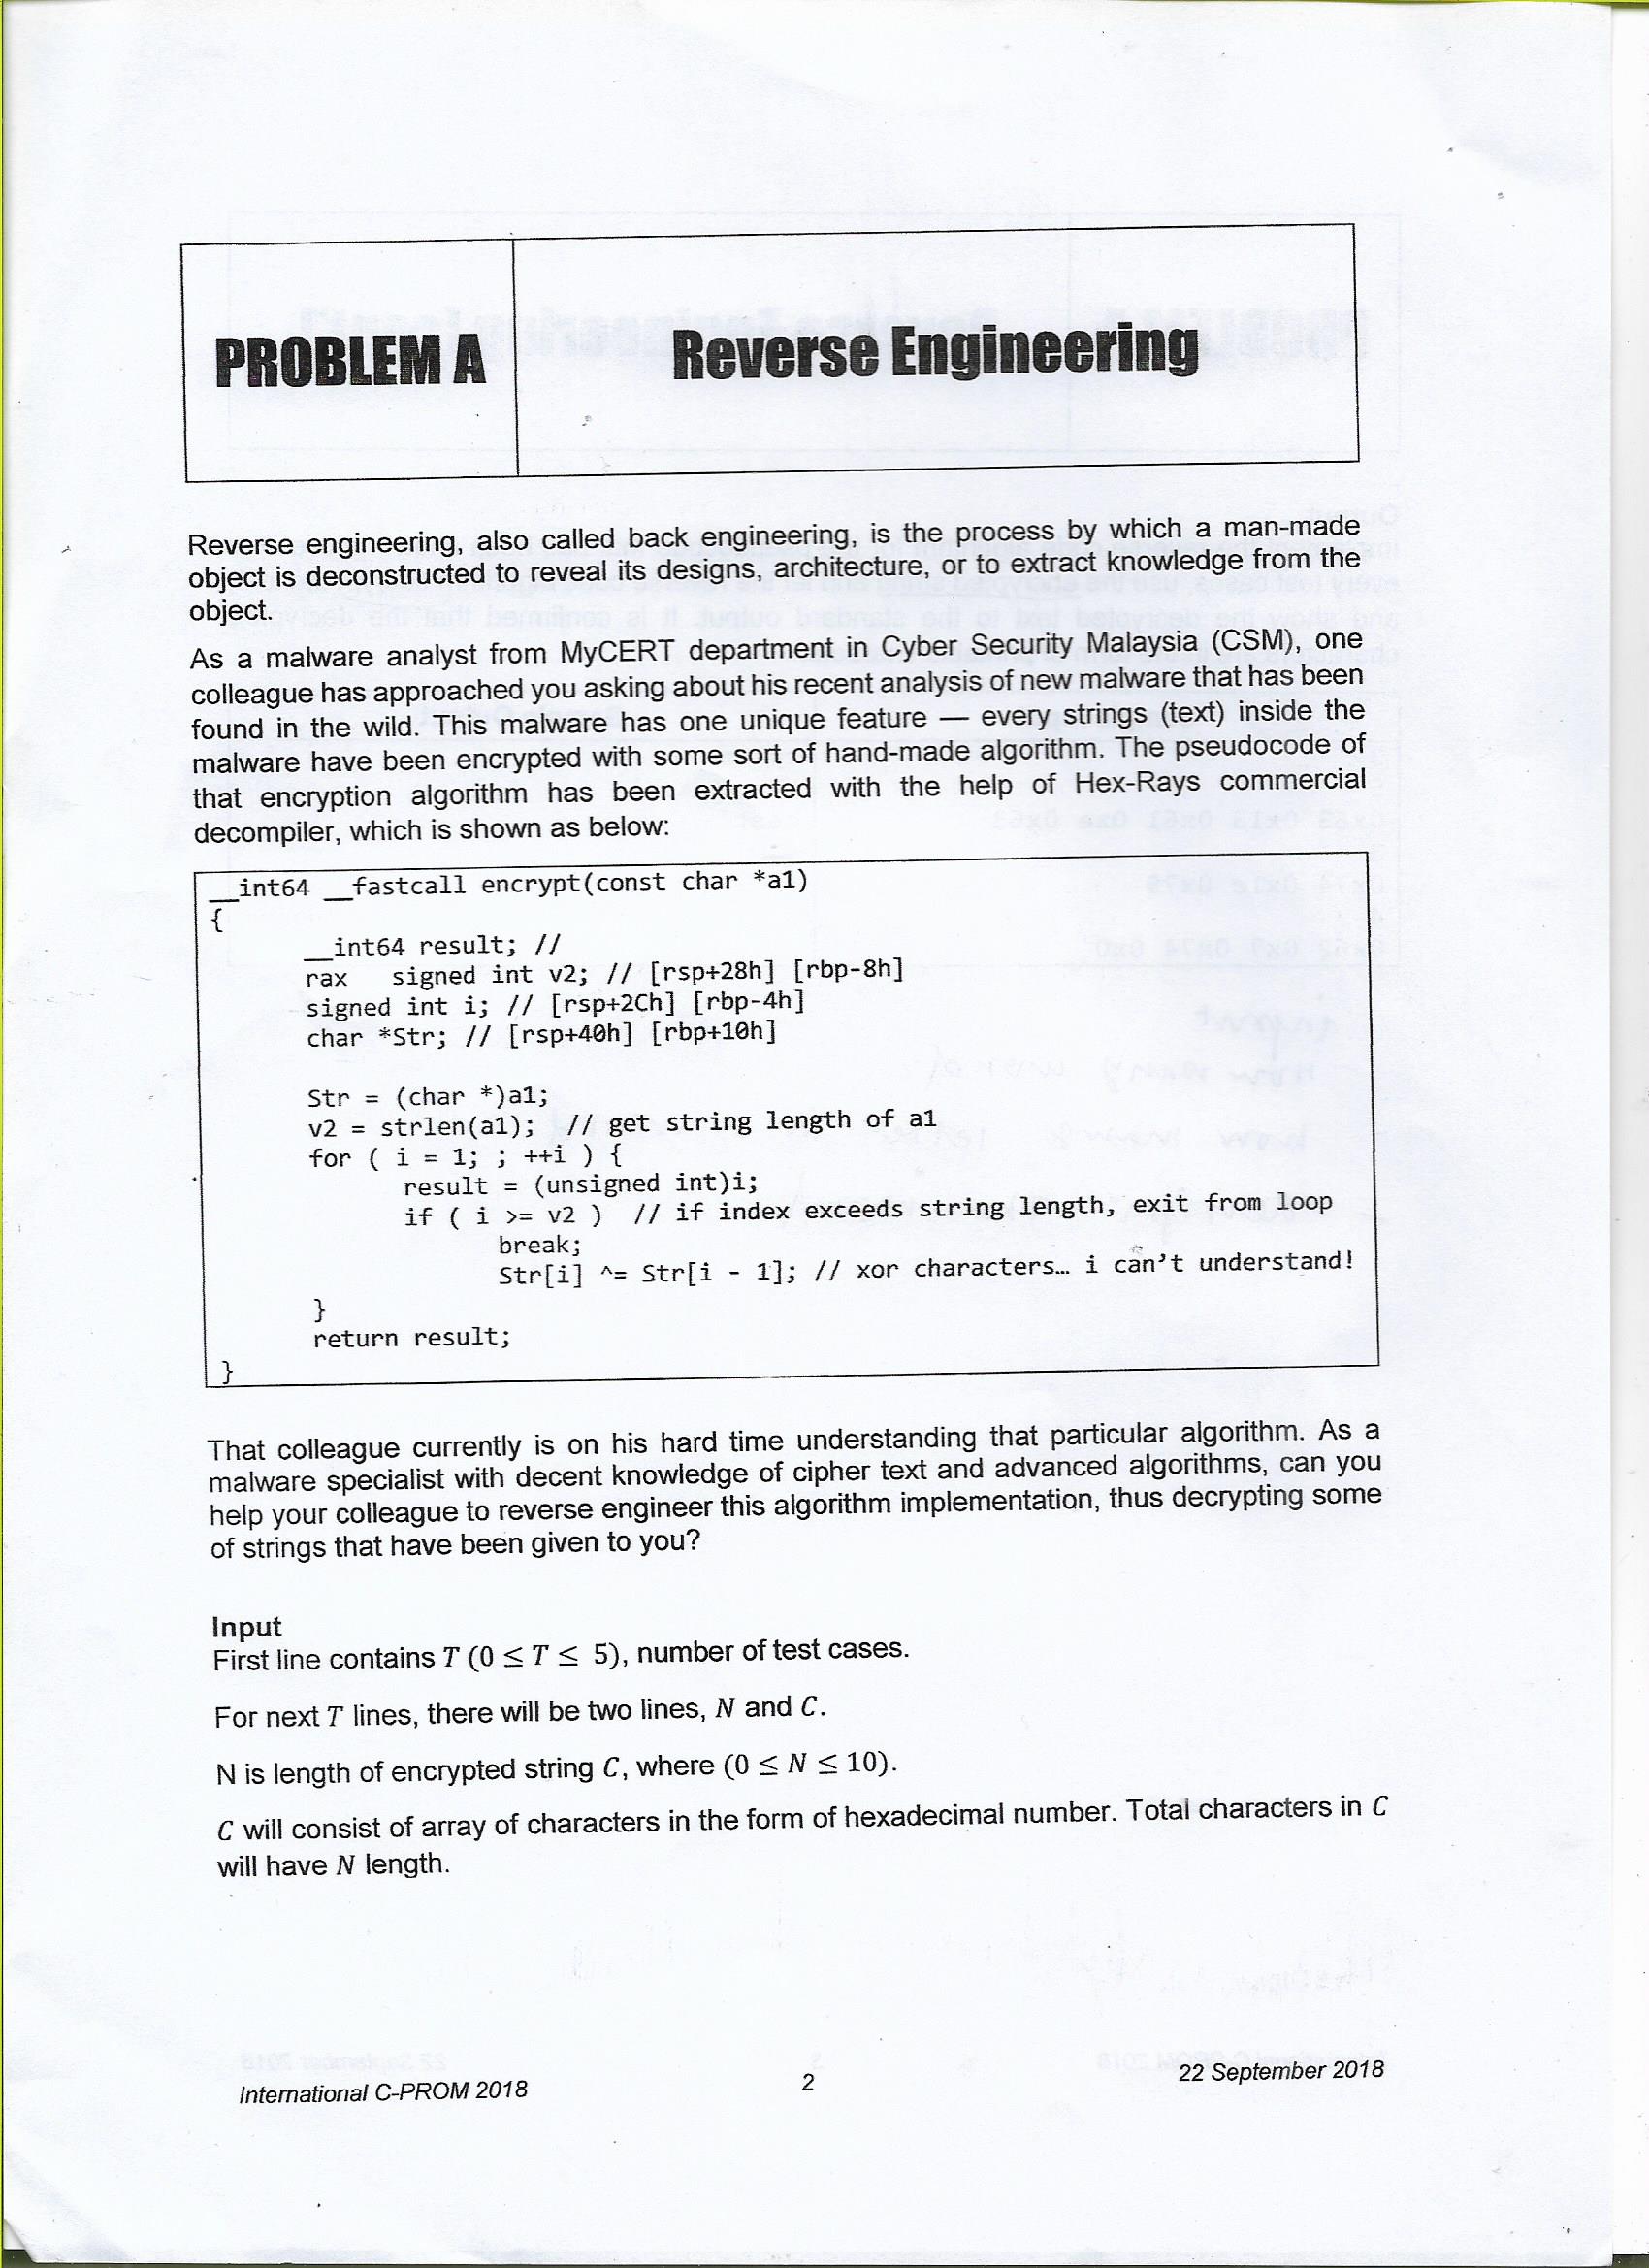 PROBLEM A
Reverse Engineering
Reverse engineering, also called back engineering, is the process by which a man-made
object is deconstructed to reveal its designs, architecture, or to extract knowledge from the
object.
As a malware analyst from MyCERT department in Cyber Security Malaysia (CSM), one
colleague has approached you asking about his recent analysis of new malware that has been
found in the wild. This malware has one unique feature — every strings (text) inside the
malware have been encrypted with some sort of hand-made algorithm. The pseudocode of
that encryption algorithm has been extracted with the help of Hex-Rays commercial
decompiler, which is shown as below:
__int64 __fastcall encrypt(const char *a1)
{
__int64 result; //
rax signed int v2; // [rsp+28h] [rbp-8h]
signed int i; // [rsp+2Ch] [rbp-4h]
char *Str; // [rsp+40h] [rbp+10h]
Str = (char *)a1;
v2 = strlen(a1); // get string length of a1
for ( i = 1; ; ++i ) {
result = (unsigned int)i;
if ( i >= v2 ) // if index exceeds string length, exit from loop
break;
Str[i] ^= Str[i - 1]; // xor characters… i can't understand!
}
return result;
}
That colleague currently is on his hard time understanding that particular algorithm. As a
malware specialist with decent knowledge of cipher text and advanced algorithms, can you
help your colleague to reverse engineer this algorithm implementation, thus decrypting some
of strings that have been given to you?
Input
First line contains T (0 ≤ T ≤ 5), number of test cases.
For next T lines, there will be two lines, N and C.
N is length of encrypted string C, where (0 ≤ N ≤ 10).
C will consist of array of characters in the form of hexadecimal number. Total characters in C
will have N length.
International C-PROM 2018
2
22 September 2018